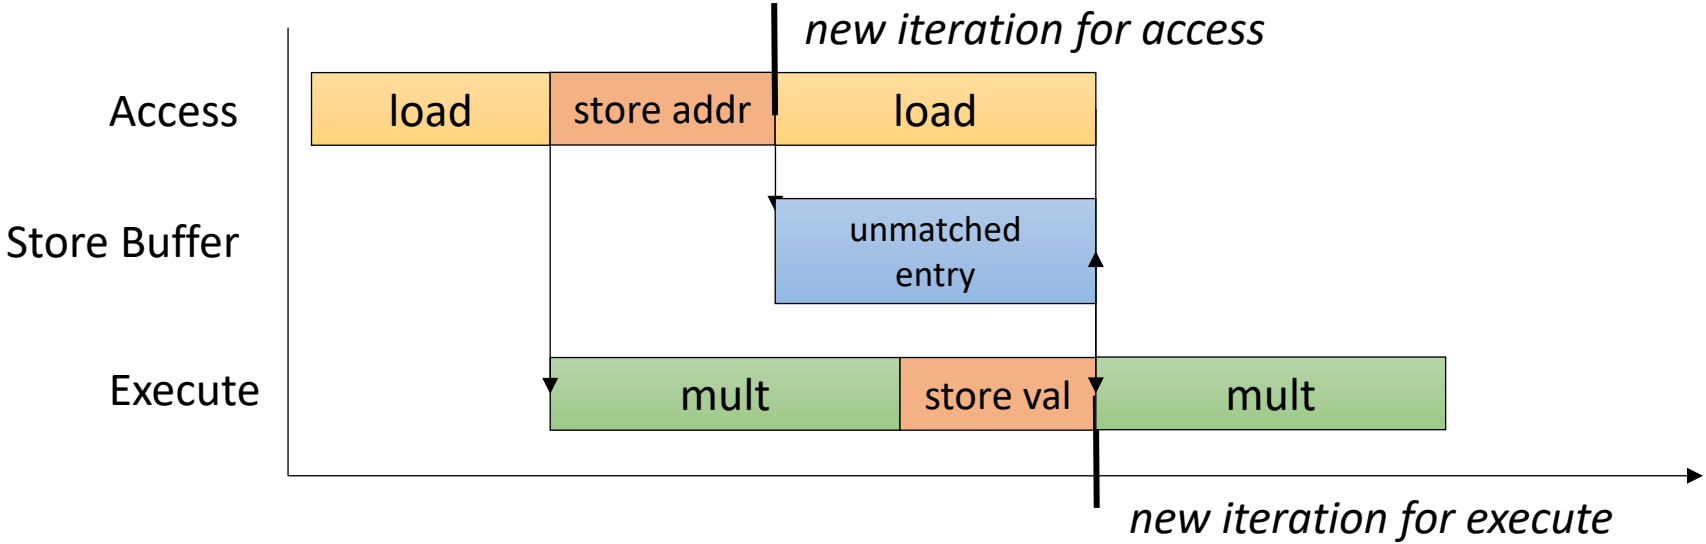 new iteration for access
Access
load
store addr
load
Store Buffer
unmatched
entry
Execute
mult
store val
mult
new iteration for execute